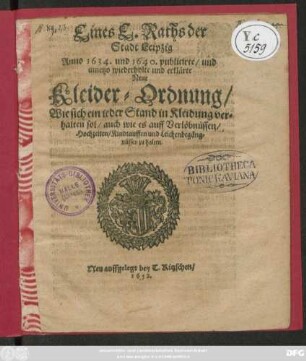 Eines E. Raths der
Stadt Leipzig
Anno 1634. und 1640. publicirte/ und
anietzo wiederholte und erklärte
Neue
Kleider-Ordnung/
Wie sich ein ieder Stand in Kleidung ver-
halten sol/ auch wie es auff Verlöbnüssen/
Hochzeiten/ Kindtauffen und Leichenbegäng-
nüssen zu halten.
BIBLIOTHECA
PONICKAVIANA
Neu auffgelegt bey T. Ritzschen/
1652.
Yc
5159